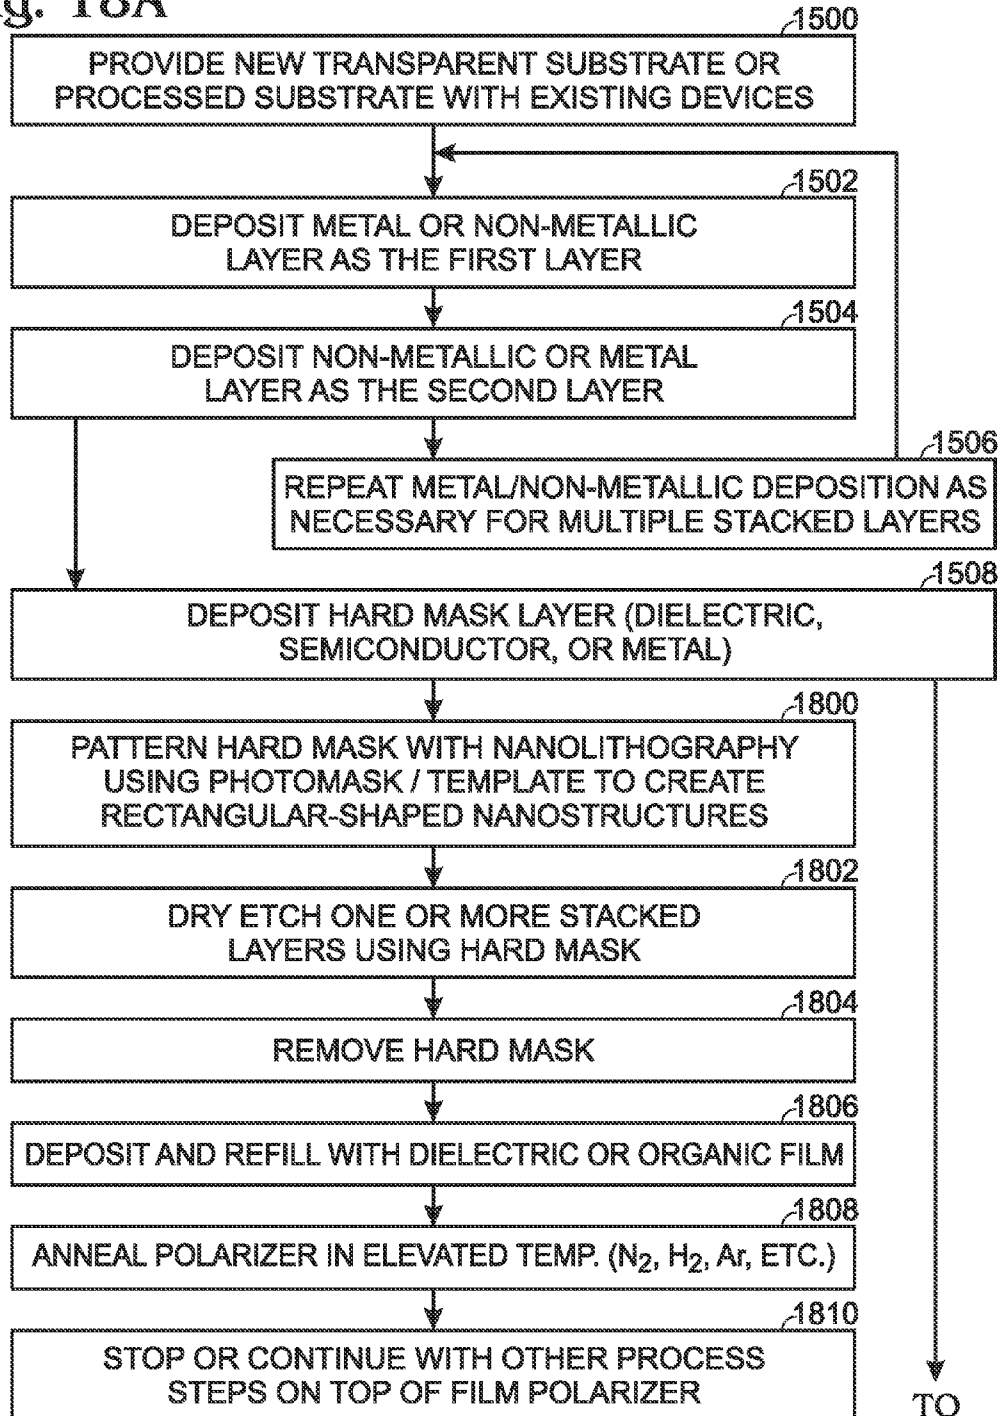 Fig. 18A
1500
PROVIDE NEW TRANSPARENT SUBSTRATE OR
PROCESSED SUBSTRATE WITH EXISTING DEVICES
1502
DEPOSIT METAL OR NON-METALLIC
LAYER AS THE FIRST LAYER
1504
DEPOSIT NON-METALLIC OR METAL
LAYER AS THE SECOND LAYER
1506
REPEAT METAL/NON-METALLIC DEPOSITION AS
NECESSARY FOR MULTIPLE STACKED LAYERS
1508
DEPOSIT HARD MASK LAYER (DIELECTRIC,
SEMICONDUCTOR, OR METAL)
1800
PATTERN HARD MASK WITH NANOLITHOGRAPHY
USING PHOTOMASK / TEMPLATE TO CREATE
RECTANGULAR-SHAPED NANOSTRUCTURES
1802
DRY ETCH ONE OR MORE STACKED
LAYERS USING HARD MASK
1804
REMOVE HARD MASK
1806
DEPOSIT AND REFILL WITH DIELECTRIC OR ORGANIC FILM
1808
ANNEAL POLARIZER IN ELEVATED TEMP. (N₂, H₂, Ar, ETC.)
1810
STOP OR CONTINUE WITH OTHER PROCESS
STEPS ON TOP OF FILM POLARIZER
TO